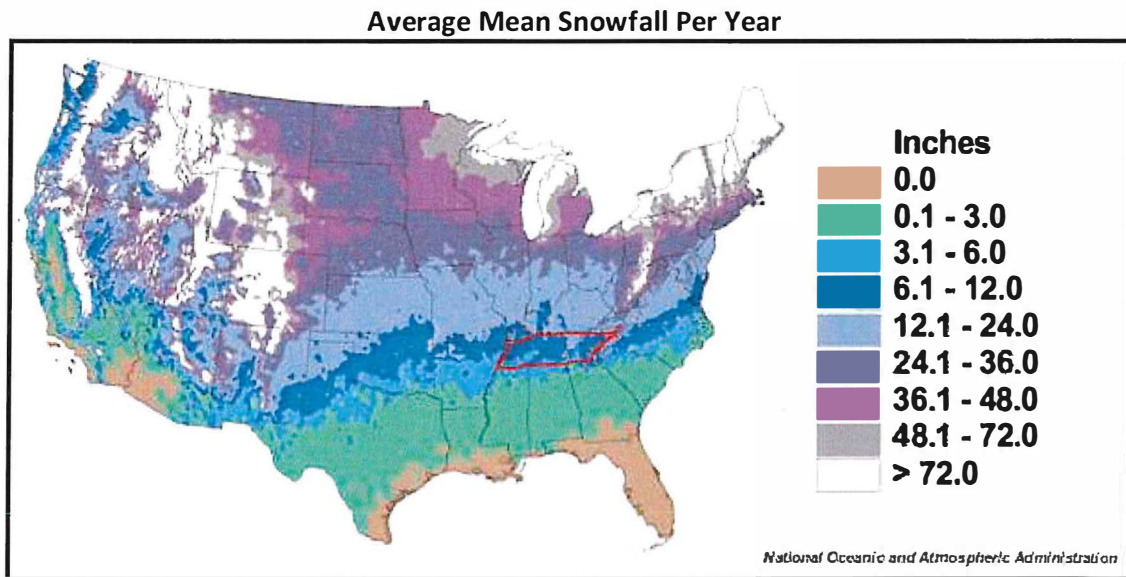 Average Mean Snowfall Per Year
Inches
0.0
0.1 - 3.0
3.1 - 6.0
6.1 - 12.0
12.1 - 24.0
24.1 - 36.0
36.1 - 48.0
48.1 - 72.0
> 72.0
National Oceanic and Atmospheric Administration